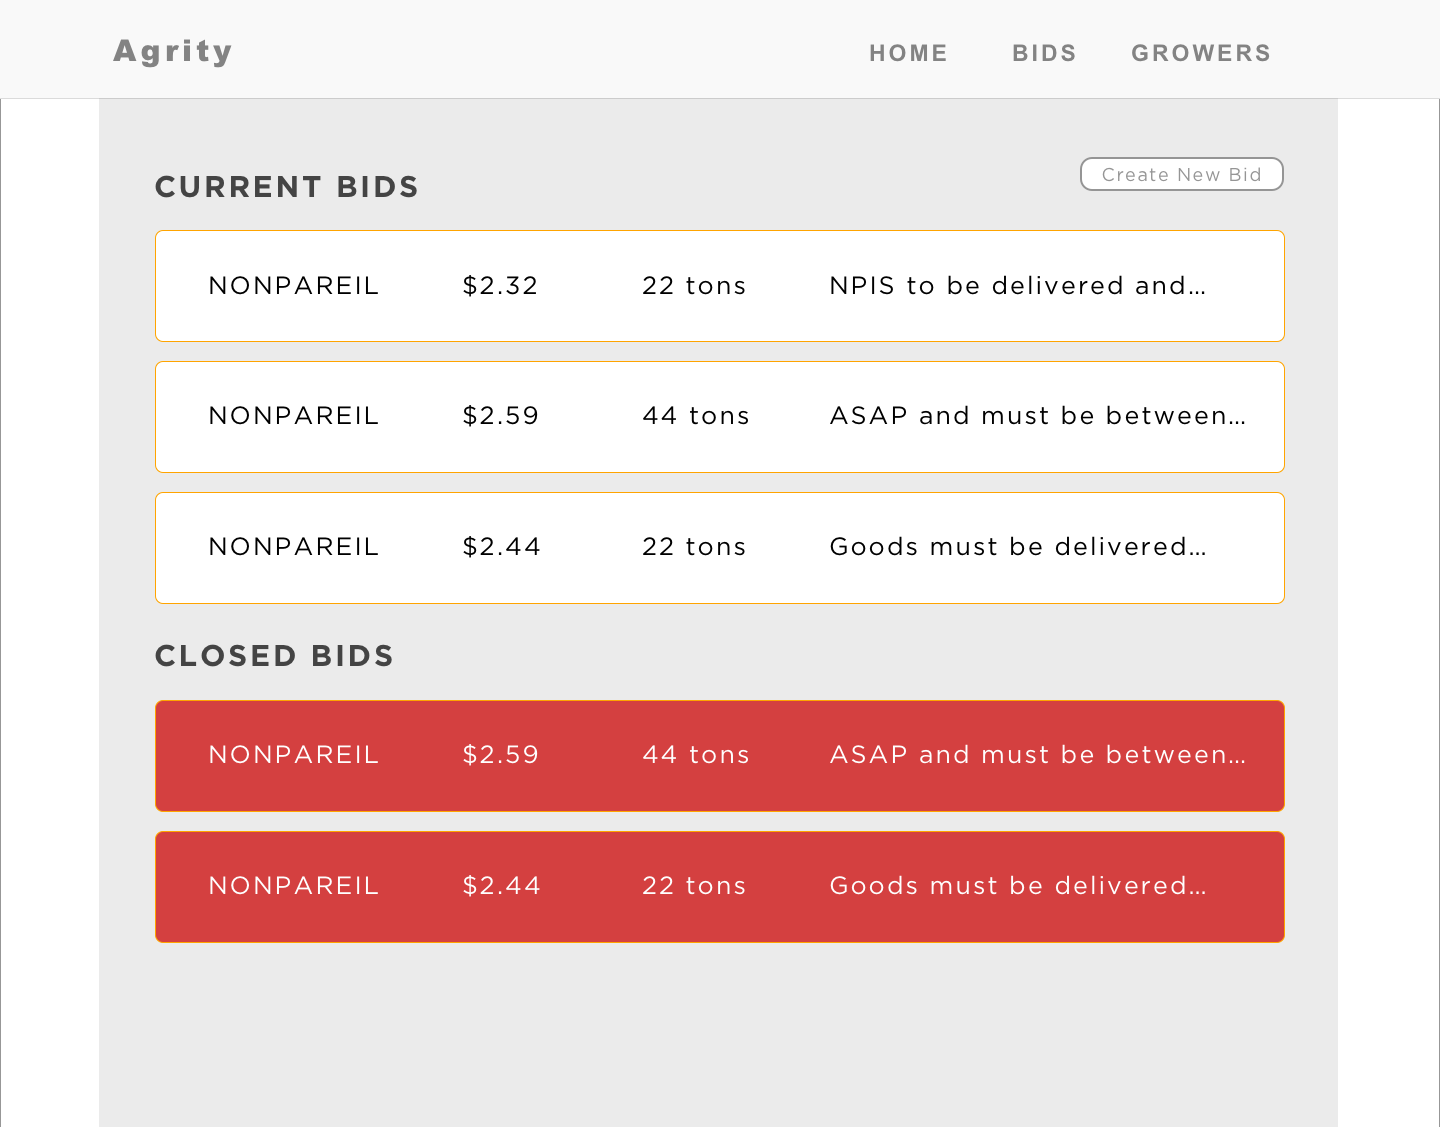 Agrity HOME BIDS GROWERS
CURRENT BIDS
Create New Bid
NONPAREIL $2.32 22 tons NPIS to be delivered and...
NONPAREIL $2.59 44 tons ASAP and must be between...
NONPAREIL $2.44 22 tons Goods must be delivered...
CLOSED BIDS
NONPAREIL $2.59 44 tons ASAP and must be between...
NONPAREIL $2.44 22 tons Goods must be delivered...